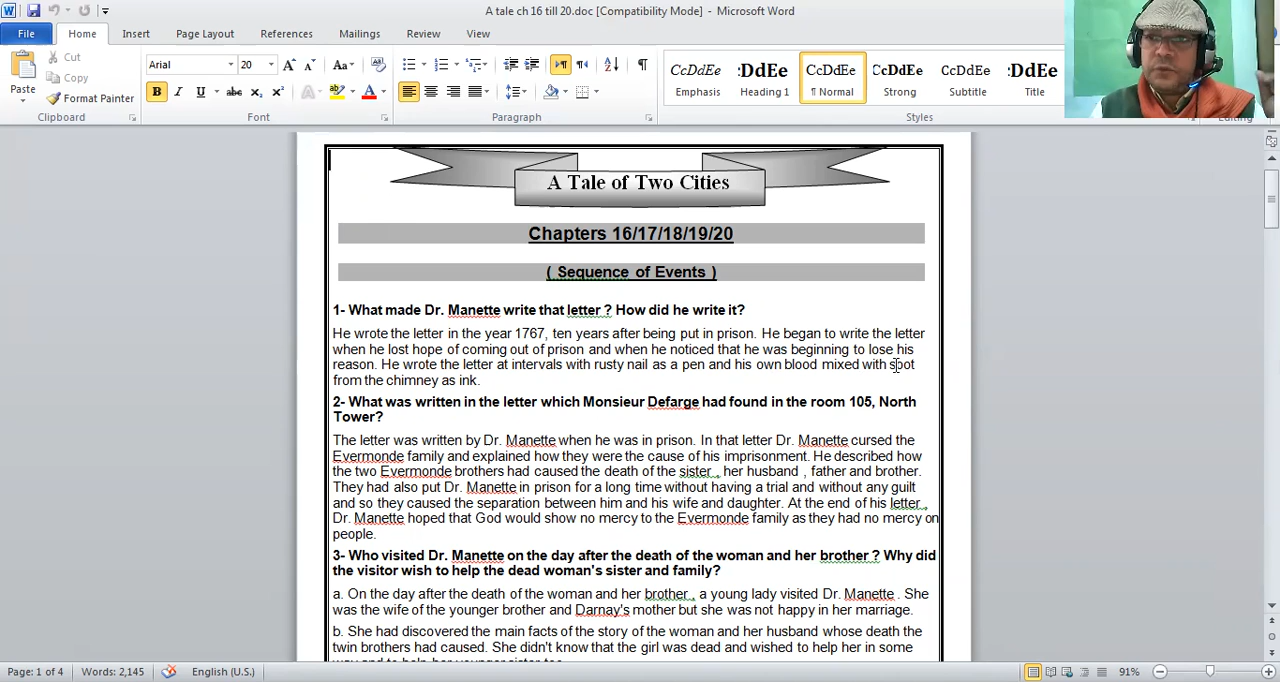 A tale ch 16 till 20.doc [Compatibility Mode] - Microsoft Word
File Home Insert Page Layout References Mailings Review View
Cut
Copy
Paste
Format Painter
Clipboard
Arial 20
Font
Paragraph
CcDdEe :DdEe CcDdEe CcDdEe CcDdEe :DdEe
Emphasis Heading 1 ¶ Normal Strong Subtitle Title
Styles
Editing
A Tale of Two Cities
Chapters 16/17/18/19/20
( Sequence of Events )
1- What made Dr. Manette write that letter ? How did he write it?
He wrote the letter in the year 1767, ten years after being put in prison. He began to write the letter
when he lost hope of coming out of prison and when he noticed that he was beginning to lose his
reason. He wrote the letter at intervals with rusty nail as a pen and his own blood mixed with spot
from the chimney as ink.
2- What was written in the letter which Monsieur Defarge had found in the room 105, North
Tower?
The letter was written by Dr. Manette when he was in prison. In that letter Dr. Manette cursed the
Evermonde family and explained how they were the cause of his imprisonment. He described how
the two Evermonde brothers had caused the death of the sister , her husband , father and brother.
They had also put Dr. Manette in prison for a long time without having a trial and without any guilt
and so they caused the separation between him and his wife and daughter. At the end of his letter ,
Dr. Manette hoped that God would show no mercy to the Evermonde family as they had no mercy on
people.
3- Who visited Dr. Manette on the day after the death of the woman and her brother ? Why did
the visitor wish to help the dead woman's sister and family?
a. On the day after the death of the woman and her brother , a young lady visited Dr. Manette . She
was the wife of the younger brother and Darnay's mother but she was not happy in her marriage.
b. She had discovered the main facts of the story of the woman and her husband whose death the
twin brothers had caused. She didn't know that the girl was dead and wished to help her in some
way and to help her younger sister too.
Page: 1 of 4 Words: 2,145 English (U.S.) 91%